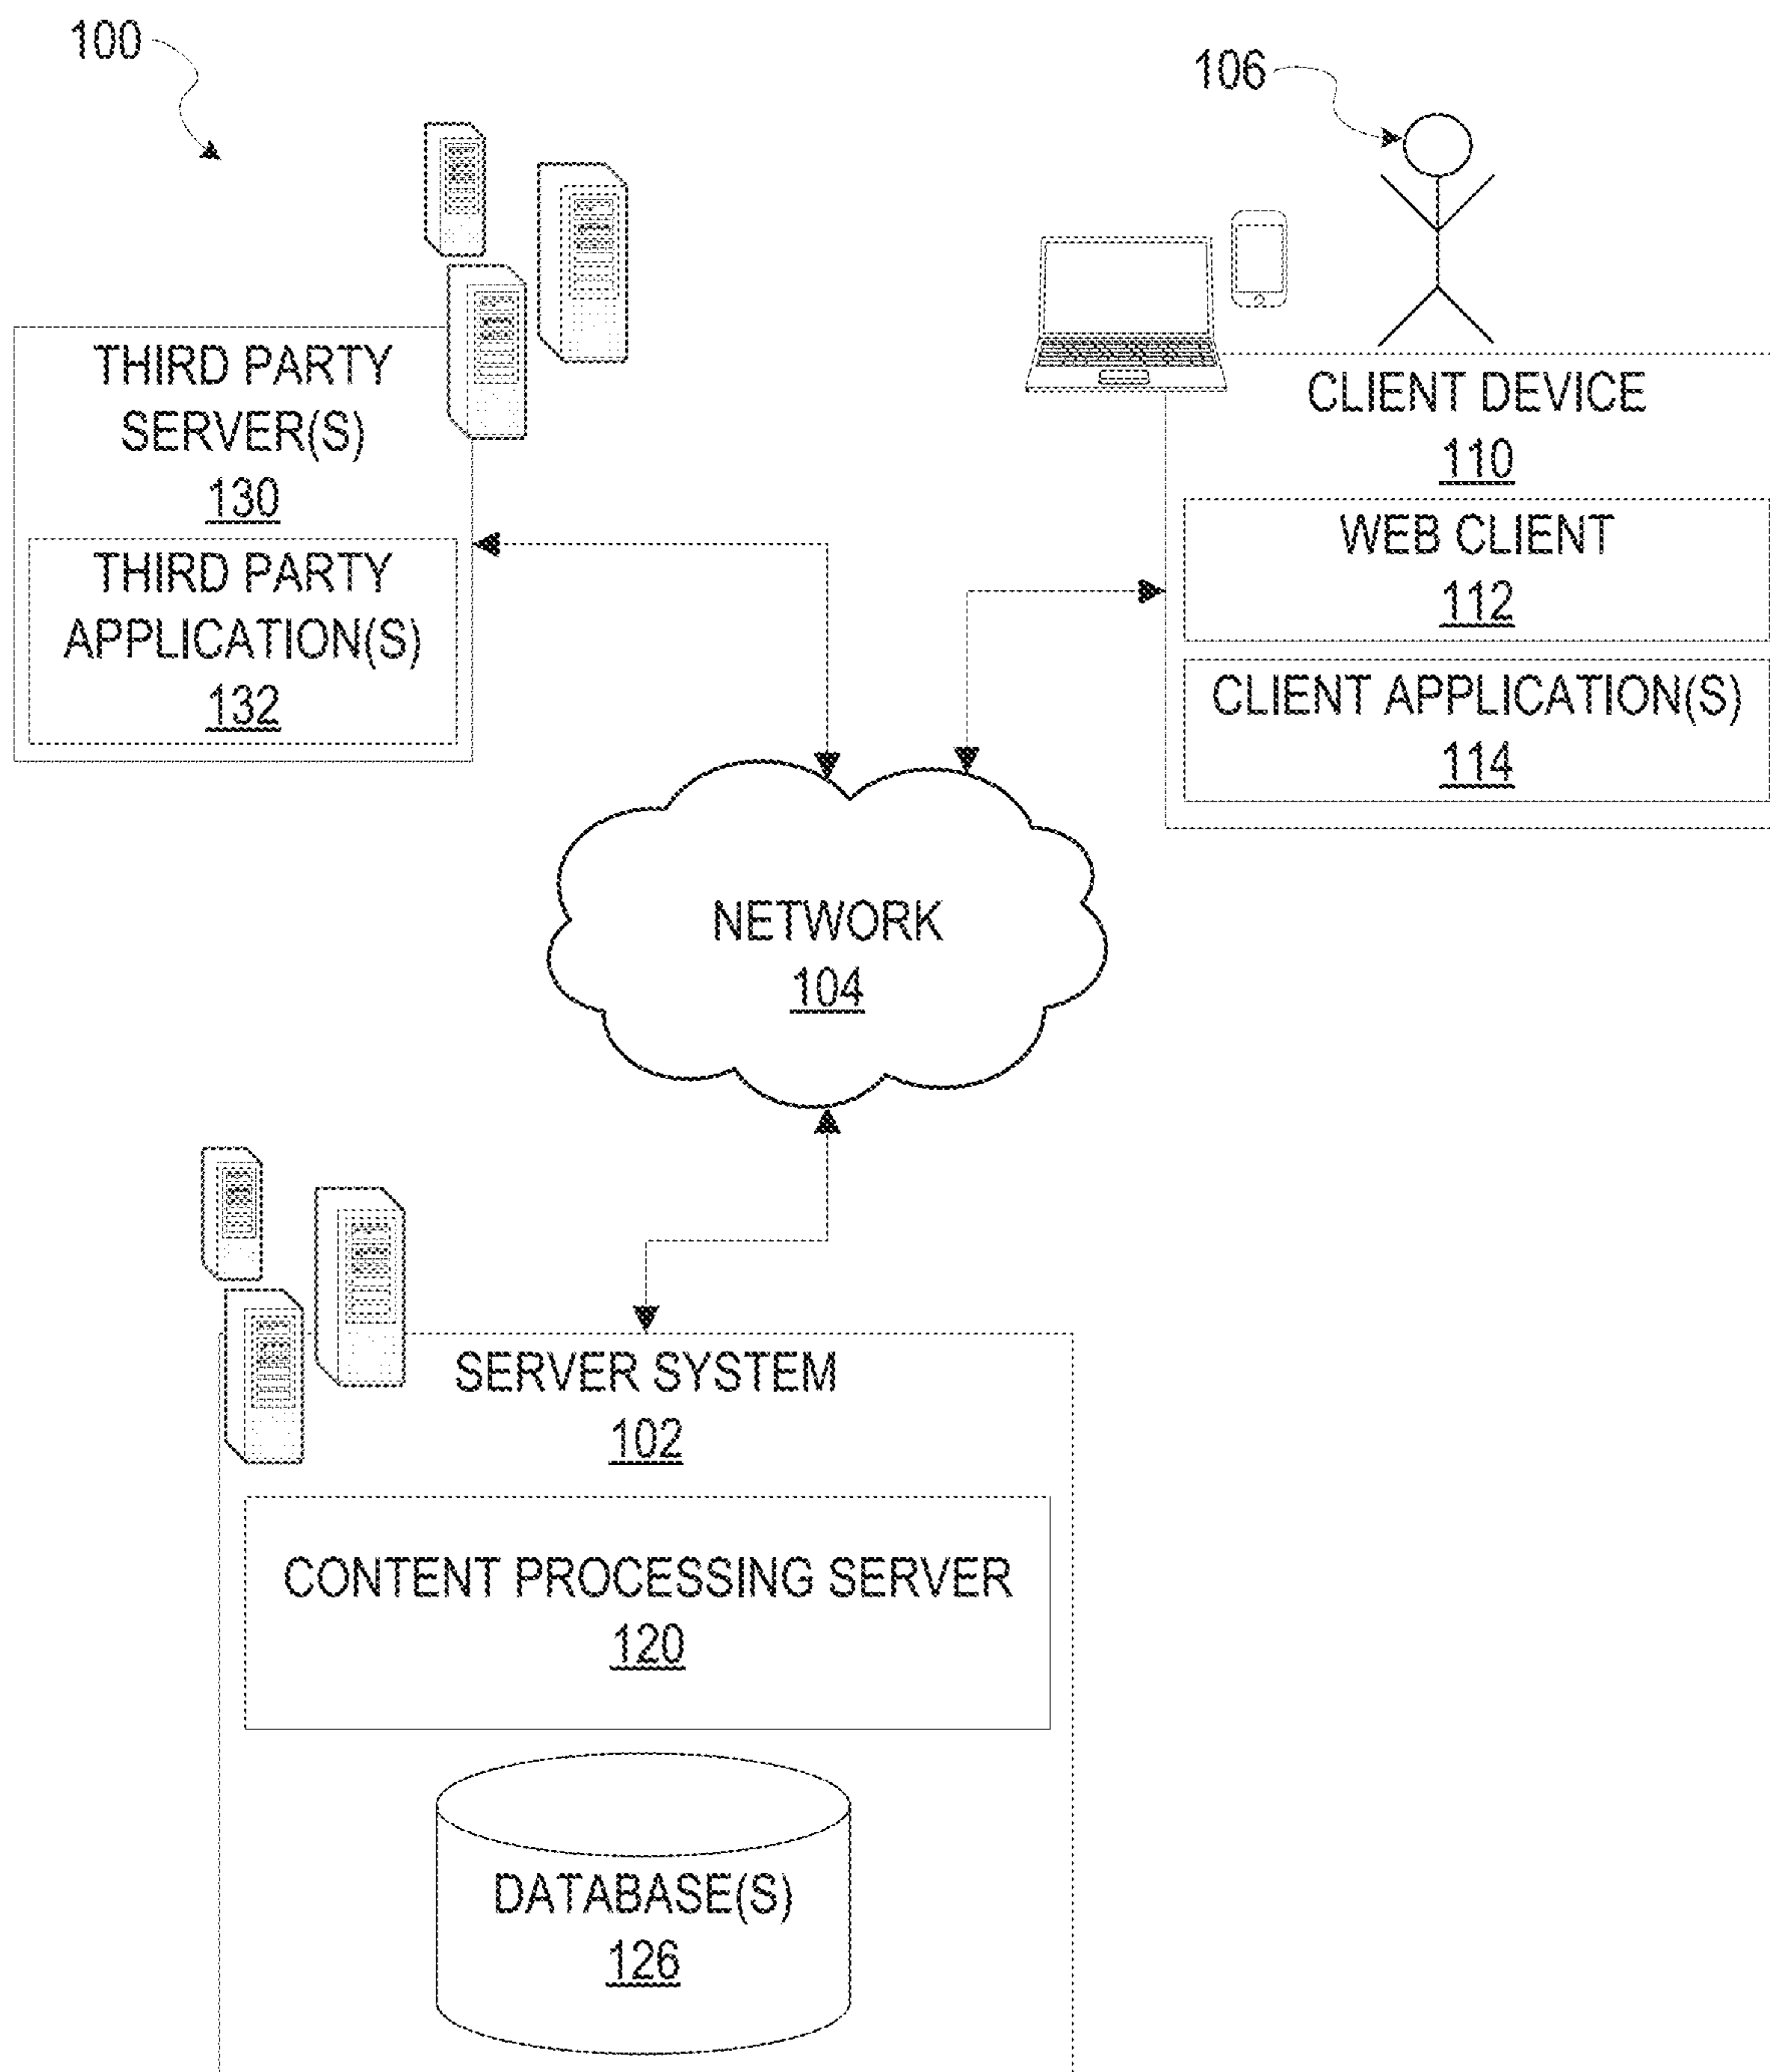 100
106
THIRD PARTY
SERVER(S)
130
THIRD PARTY
APPLICATION(S)
132
CLIENT DEVICE
110
WEB CLIENT
112
CLIENT APPLICATION(S)
114
NETWORK
104
SERVER SYSTEM
102
CONTENT PROCESSING SERVER
120
DATABASE(S)
126